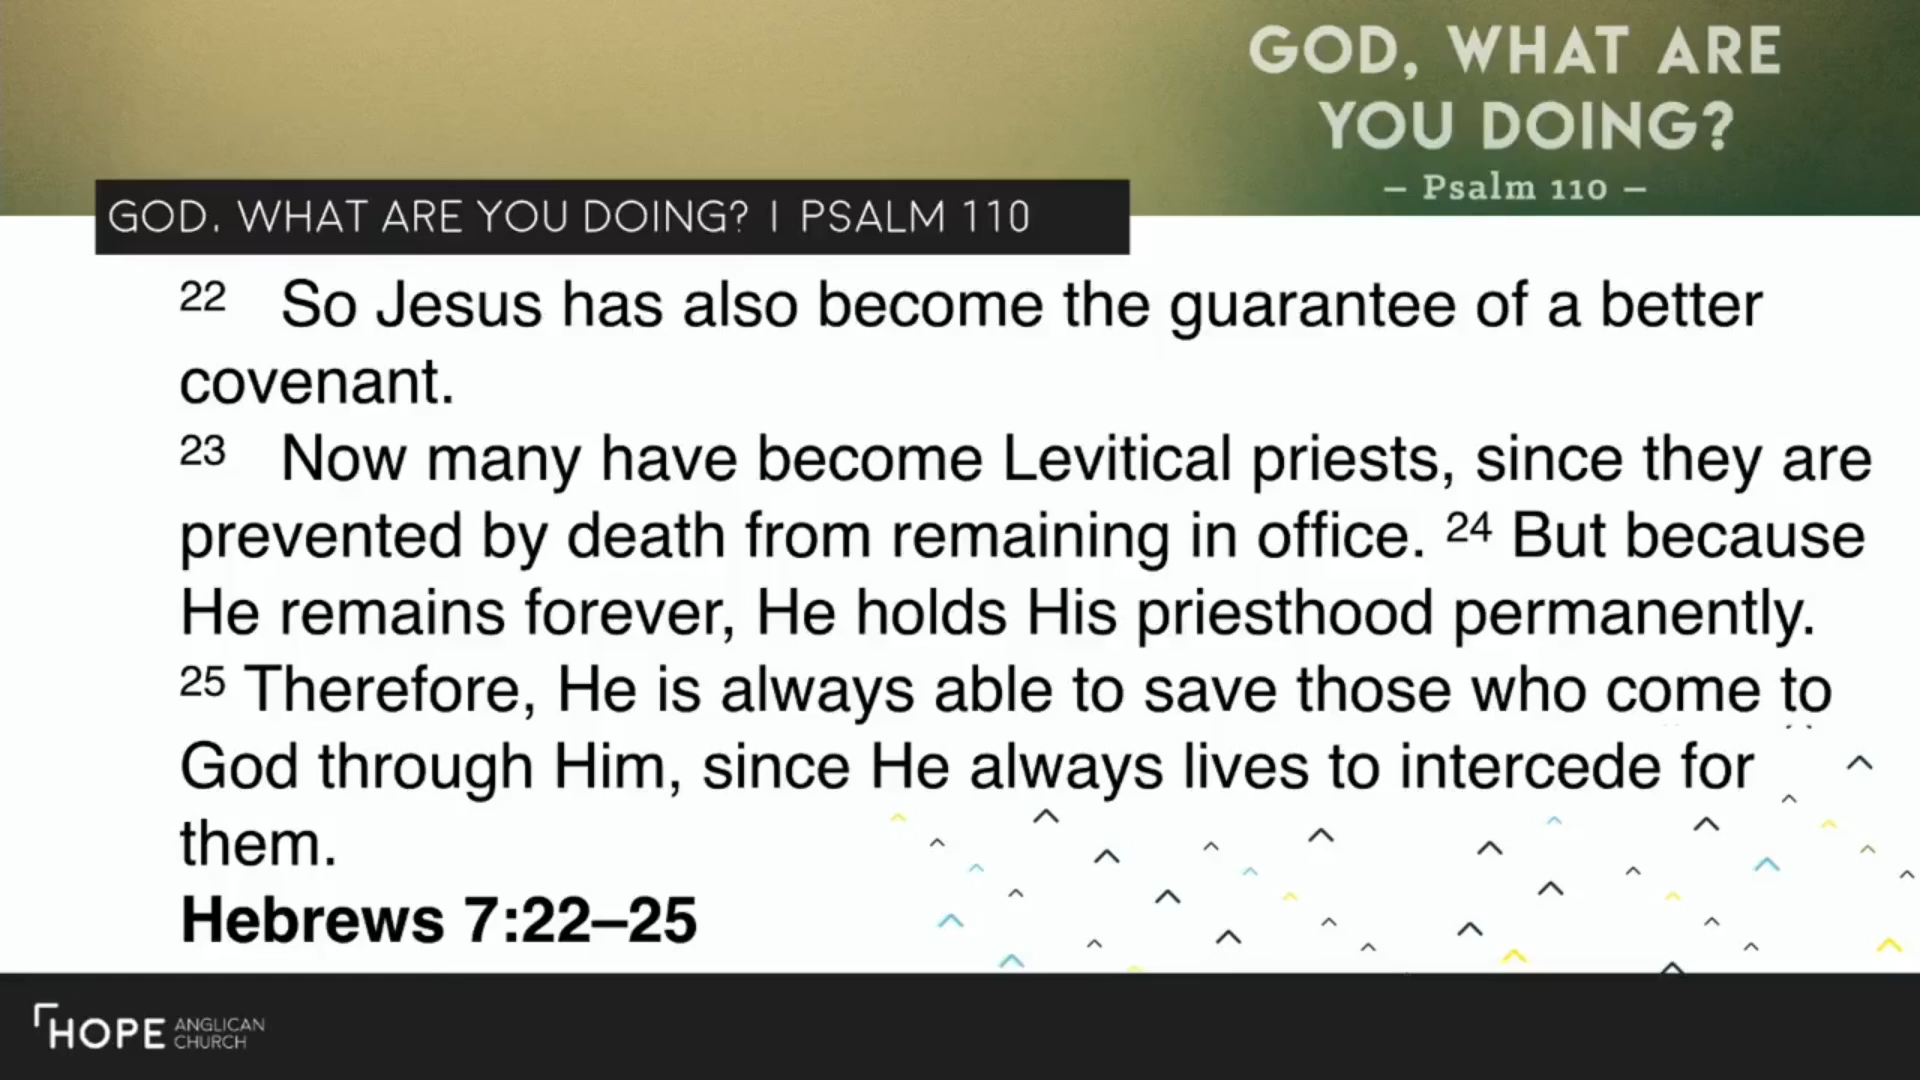 GOD, WHAT ARE
YOU DOING?
– Psalm 110 –
GOD, WHAT ARE YOU DOING? | PSALM 110
22 So Jesus has also become the guarantee of a better
covenant.
23 Now many have become Levitical priests, since they are
prevented by death from remaining in office. 24 But because
He remains forever, He holds His priesthood permanently.
25 Therefore, He is always able to save those who come to
God through Him, since He always lives to intercede for
them.
Hebrews 7:22–25
HOPE ANGLICAN
CHURCH